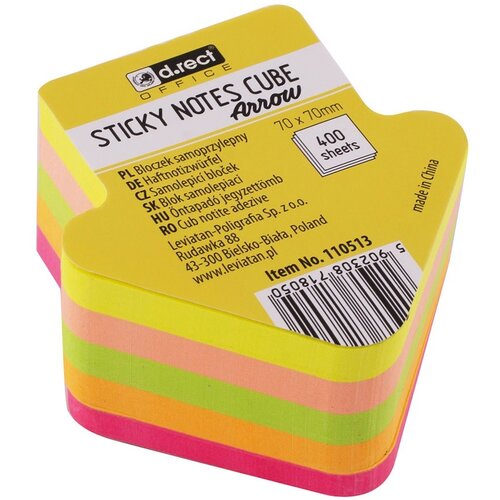 d.rect
OFFICE
STICKY NOTES CUBE
Arrow
70 x 70mm
400
sheets
PL Bloczek samoprzylepny
DE Haftnotizwürfel
CZ Samolepicí bloček
SK Blok samolepiaci
HU Öntapadó jegyzettömb
RO Cub notite adezive
Leviatan-Poligrafia Sp. z o.o.
Rudawka 88
43-300 Bielsko-Biała, Poland
www.leviatan.pl
Item No. 110513
5 902308 718050
made in China